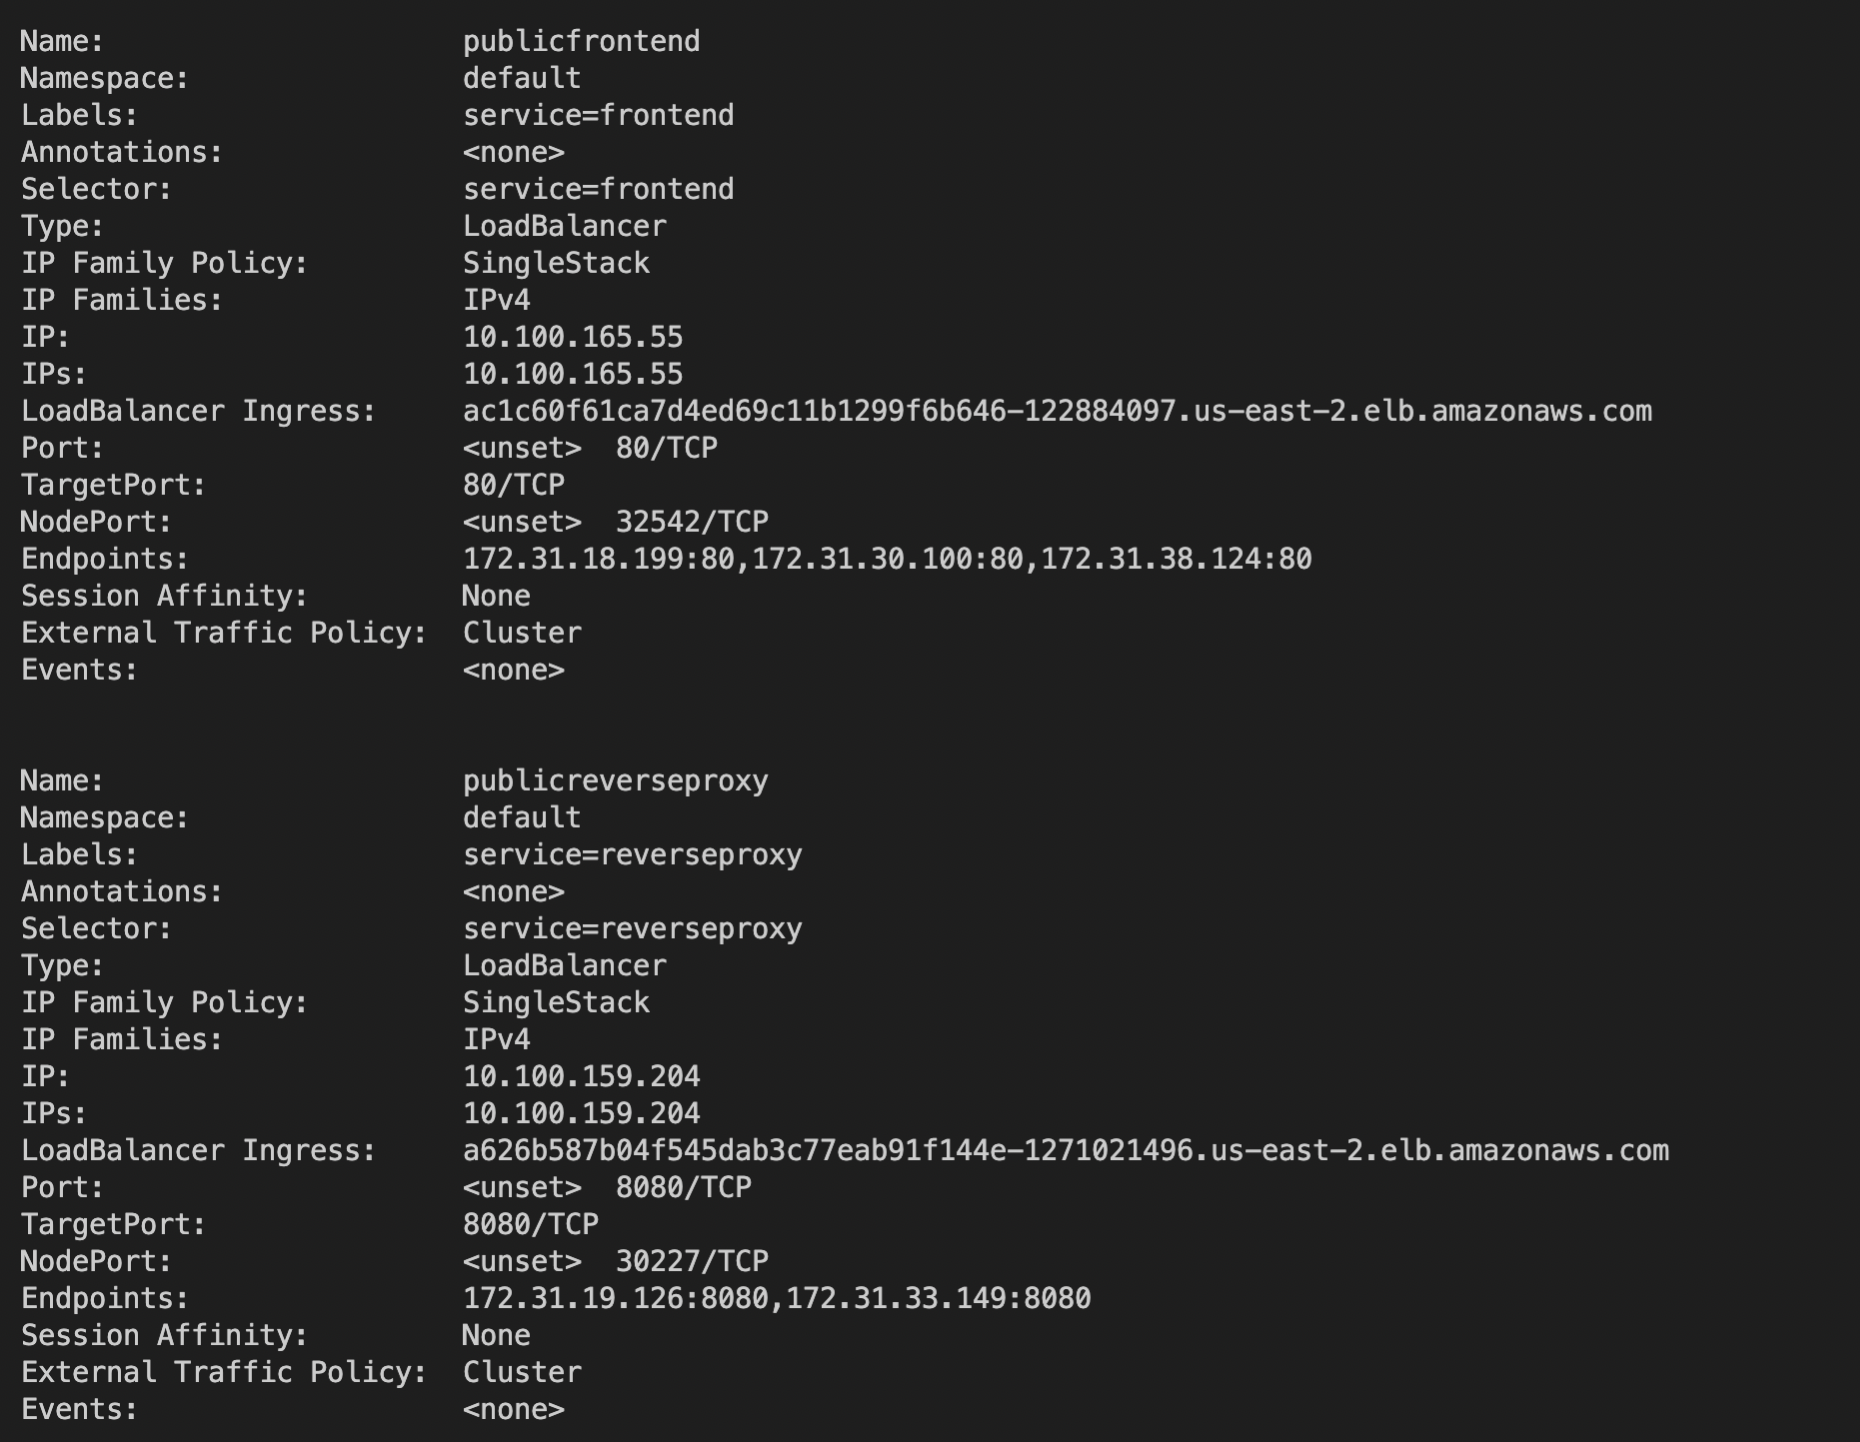 Name: publicfrontend
Namespace: default
Labels: service=frontend
Annotations: <none>
Selector: service=frontend
Type: LoadBalancer
IP Family Policy: SingleStack
IP Families: IPv4
IP: 10.100.165.55
IPs: 10.100.165.55
LoadBalancer Ingress: ac1c60f61ca7d4ed69c11b1299f6b646-122884097.us-east-2.elb.amazonaws.com
Port: <unset> 80/TCP
TargetPort: 80/TCP
NodePort: <unset> 32542/TCP
Endpoints: 172.31.18.199:80,172.31.30.100:80,172.31.38.124:80
Session Affinity: None
External Traffic Policy: Cluster
Events: <none>
Name: publicreverseproxy
Namespace: default
Labels: service=reverseproxy
Annotations: <none>
Selector: service=reverseproxy
Type: LoadBalancer
IP Family Policy: SingleStack
IP Families: IPv4
IP: 10.100.159.204
IPs: 10.100.159.204
LoadBalancer Ingress: a626b587b04f545dab3c77eab91f144e-1271021496.us-east-2.elb.amazonaws.com
Port: <unset> 8080/TCP
TargetPort: 8080/TCP
NodePort: <unset> 30227/TCP
Endpoints: 172.31.19.126:8080,172.31.33.149:8080
Session Affinity: None
External Traffic Policy: Cluster
Events: <none>